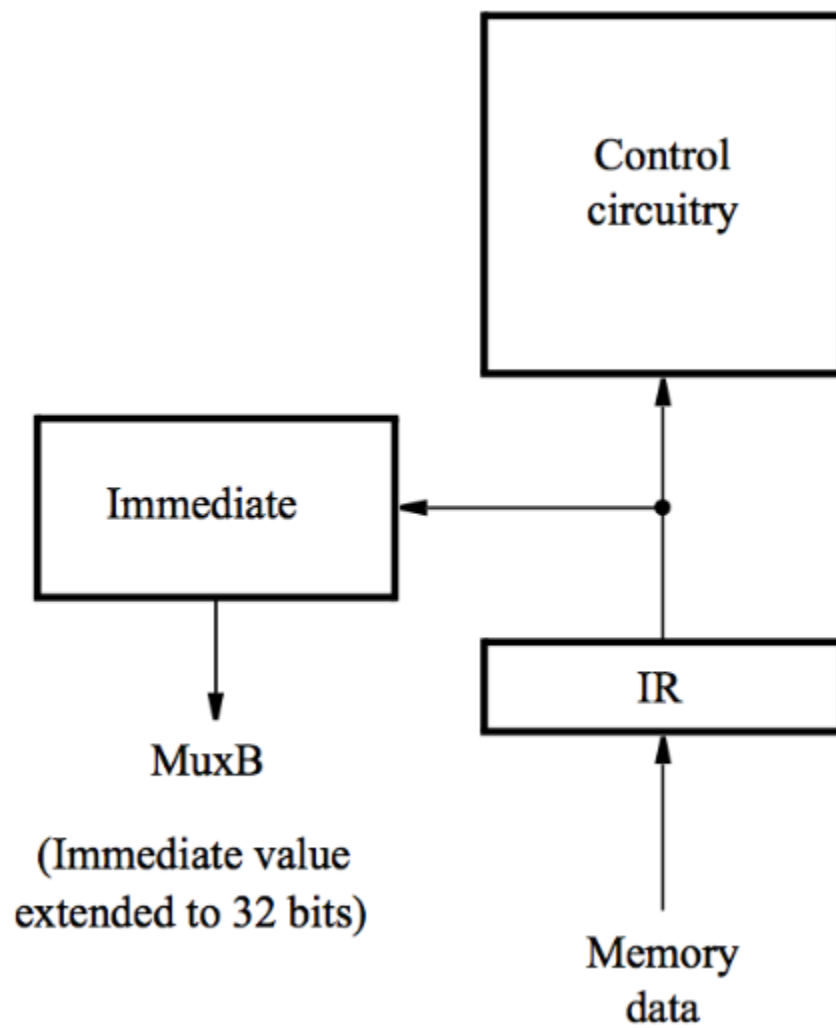 Control
circuitry
Immediate
IR
MuxB
(Immediate value
extended to 32 bits)
Memory
data